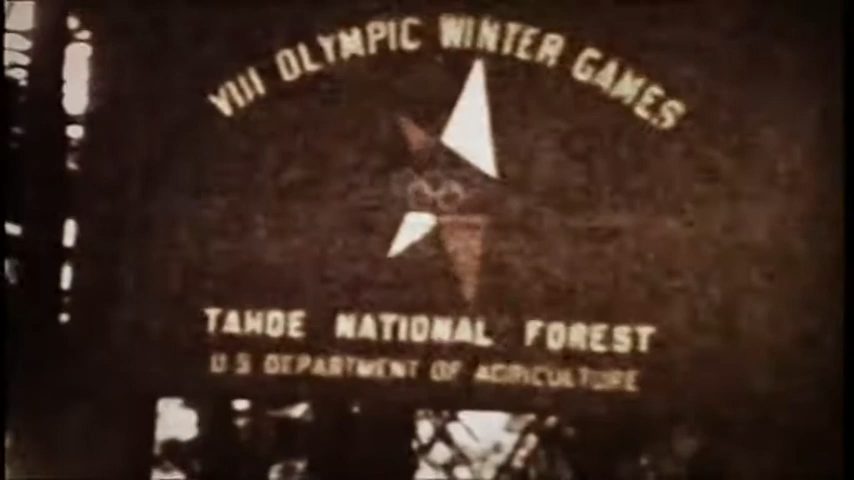 VIII OLYMPIC WINTER GAMES
TAHOE NATIONAL FOREST
U S DEPARTMENT OF AGRICULTURE